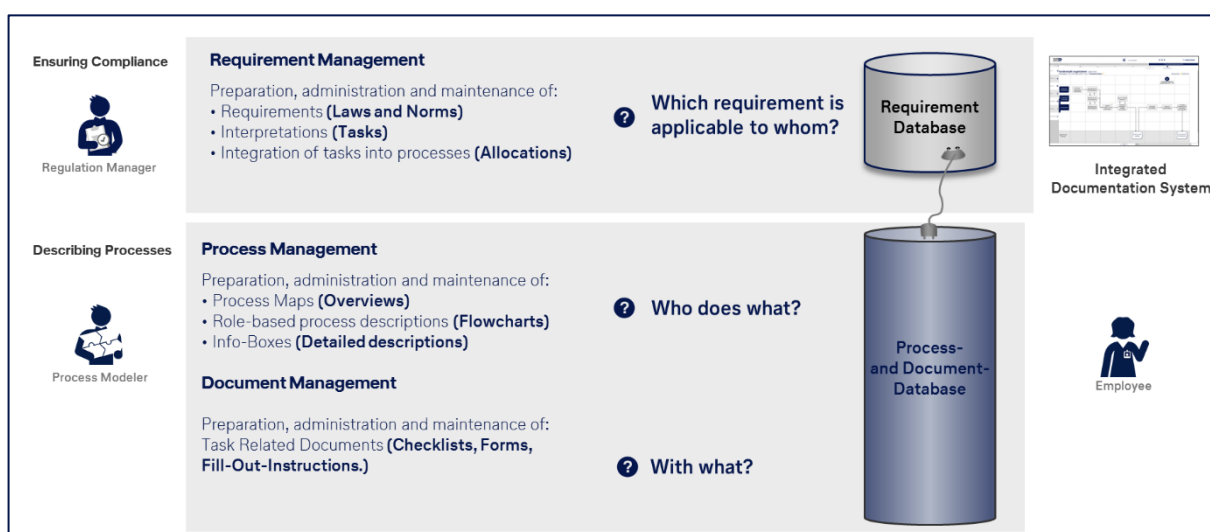 Ensuring Compliance
Regulation Manager
Requirement Management
Preparation, administration and maintenance of:
• Requirements (Laws and Norms)
• Interpretations (Tasks)
• Integration of tasks into processes (Allocations)
? Which requirement is
applicable to whom?
Requirement
Database
Integrated
Documentation System
Describing Processes
Process Modeler
Process Management
Preparation, administration and maintenance of:
• Process Maps (Overviews)
• Role-based process descriptions (Flowcharts)
• Info-Boxes (Detailed descriptions)
? Who does what?
Document Management
Preparation, administration and maintenance of:
Task Related Documents (Checklists, Forms,
Fill-Out-Instructions.)
? With what?
Process-
and Document-
Database
Employee